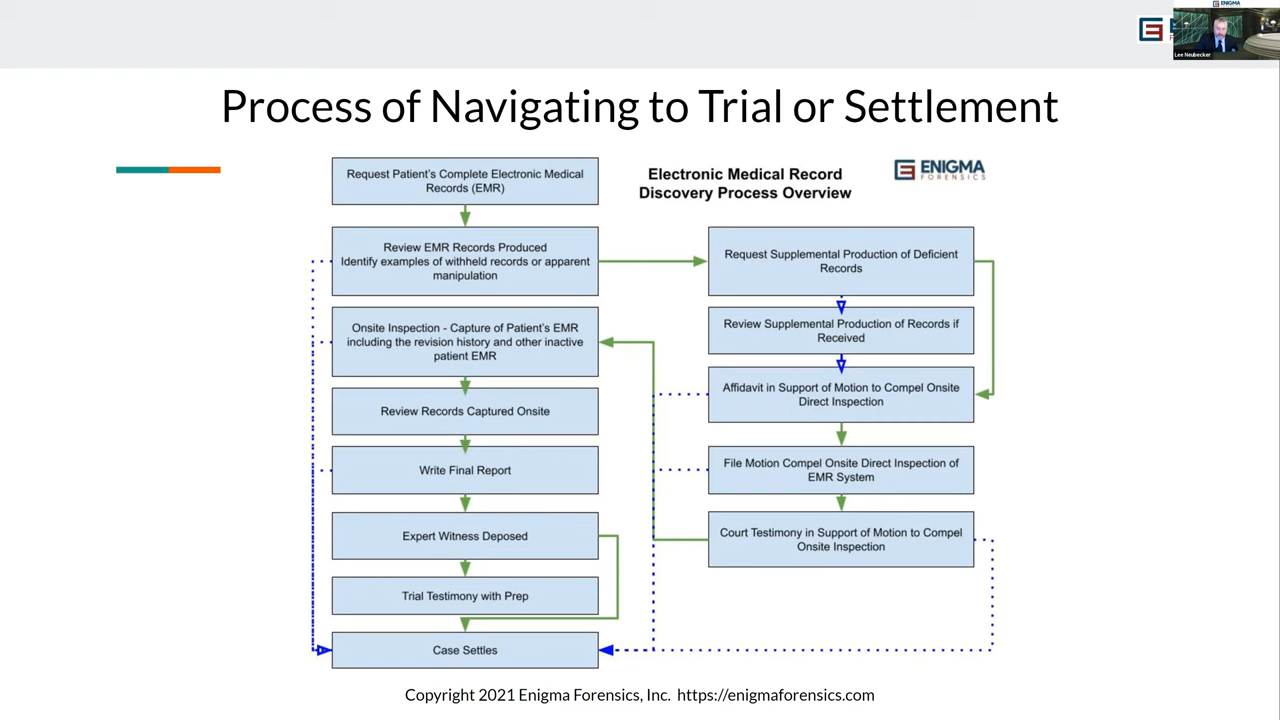 ENIGMA
Lee Neubecker
Process of Navigating to Trial or Settlement
Electronic Medical Record
Discovery Process Overview
ENIGMA
FORENSICS
Request Patient's Complete Electronic Medical
Records (EMR)
Review EMR Records Produced
Identify examples of withheld records or apparent
manipulation
Onsite Inspection - Capture of Patient's EMR
including the revision history and other inactive
patient EMR
Review Records Captured Onsite
Write Final Report
Expert Witness Deposed
Trial Testimony with Prep
Case Settles
Request Supplemental Production of Deficient
Records
Review Supplemental Production of Records if
Received
Affidavit in Support of Motion to Compel Onsite
Direct Inspection
File Motion Compel Onsite Direct Inspection of
EMR System
Court Testimony in Support of Motion to Compel
Onsite Inspection
Copyright 2021 Enigma Forensics, Inc. https://enigmaforensics.com